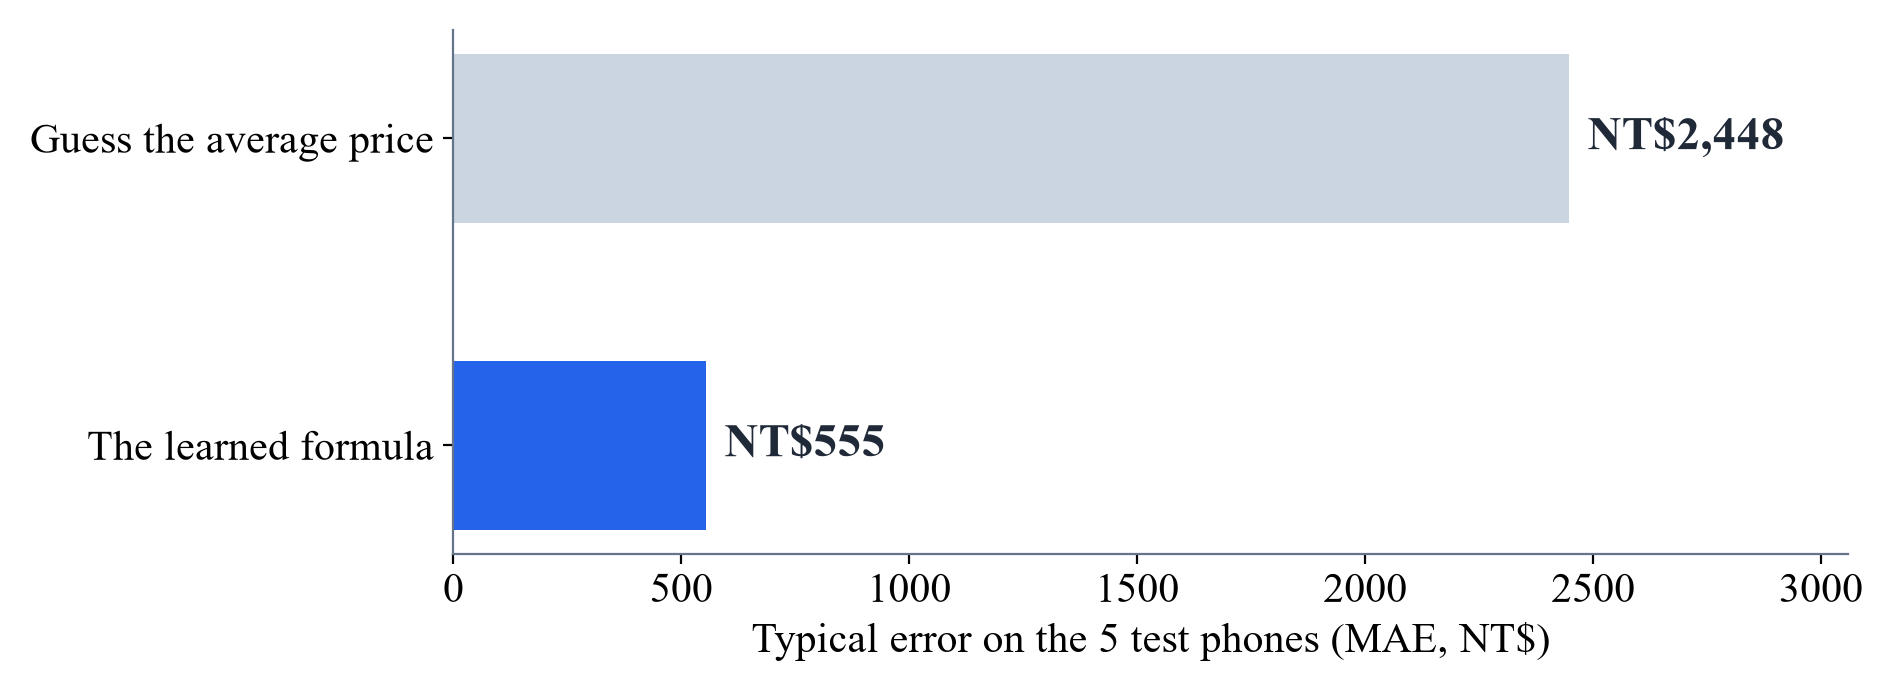 Guess the average price
NT$2,448
The learned formula
NT$555
0 500 1000 1500 2000 2500 3000
Typical error on the 5 test phones (MAE, NT$)